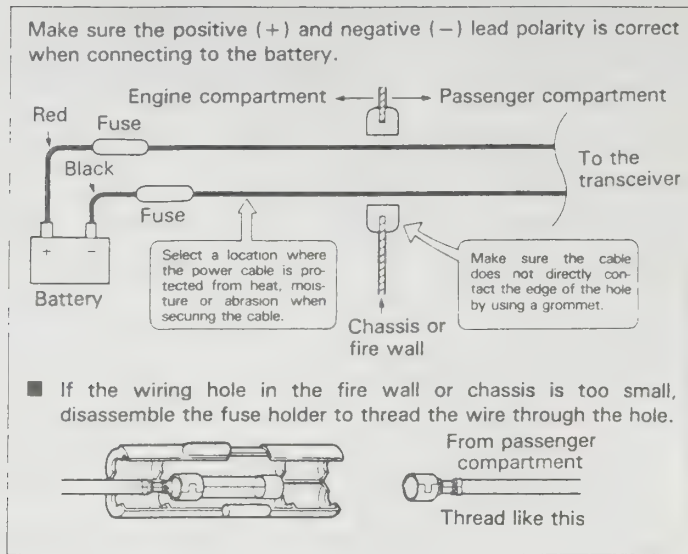 Make sure the positive (+) and negative (−) lead polarity is correct
when connecting to the battery.
Engine compartment
Passenger compartment
Red
Fuse
Black
Fuse
To the
transceiver
+ −
Battery
Select a location where
the power cable is pro-
tected from heat, mois-
ture or abrasion when
securing the cable.
Make sure the cable
does not directly con-
tact the edge of the hole
by using a grommet.
Chassis or
fire wall
■ If the wiring hole in the fire wall or chassis is too small,
disassemble the fuse holder to thread the wire through the hole.
From passenger
compartment
Thread like this